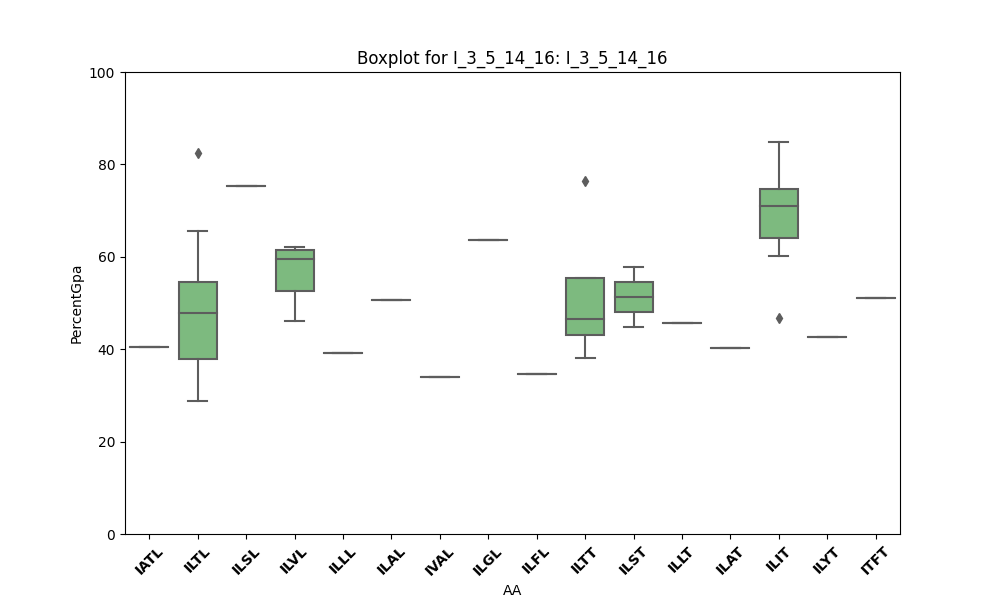 Boxplot for I_3_5_14_16: I_3_5_14_16
100
80
60
40
20
0
PercentGpa
IATL ILTL ILSL ILVL ILLL ILAL IVAL ILGL ILFL ILTT ILST ILLT ILAT ILIT ILYT ITFT
AA